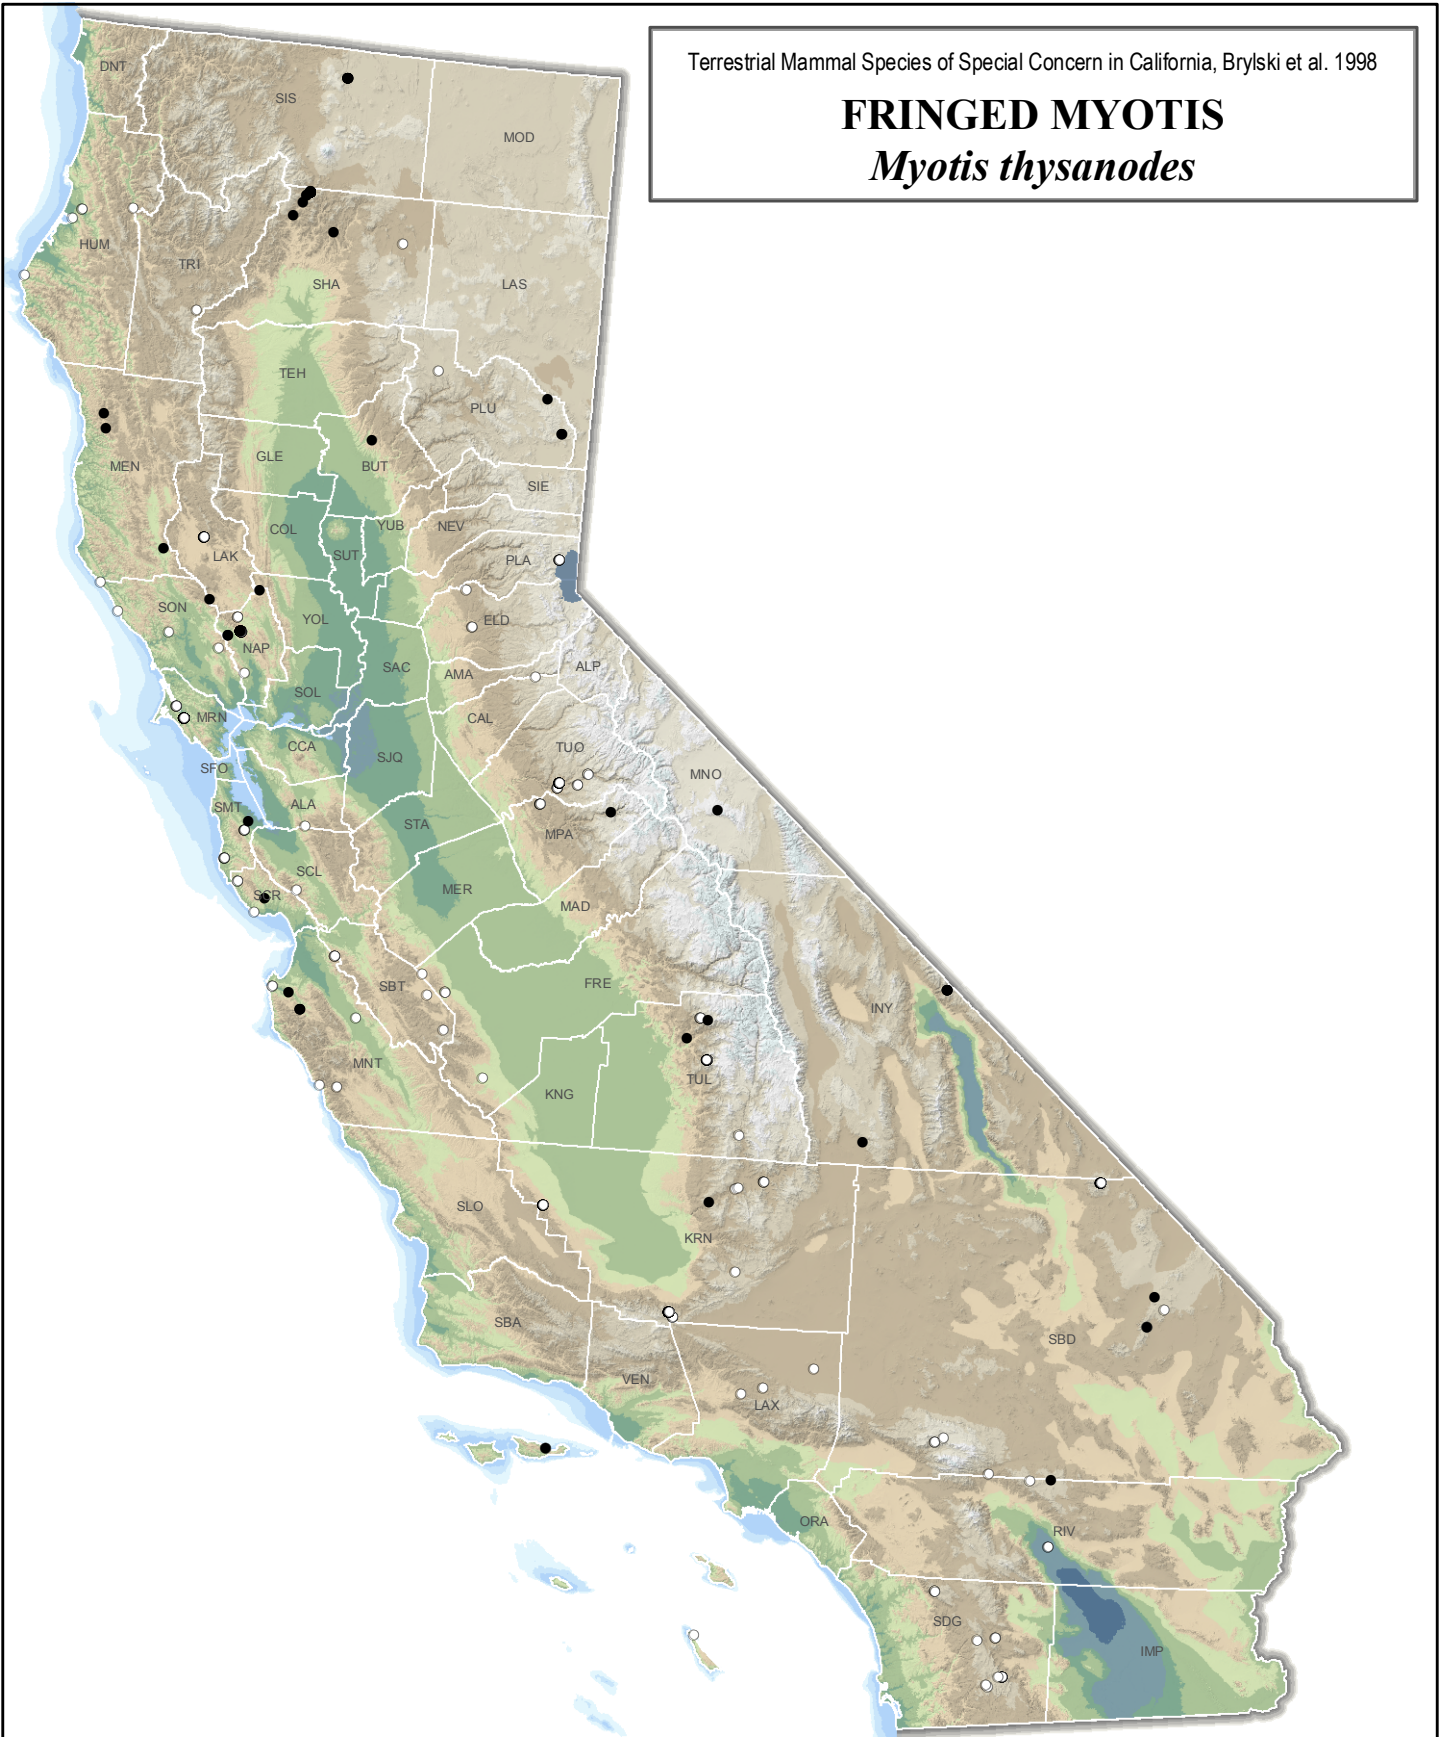 Terrestrial Mammal Species of Special Concern in California, Brylski et al. 1998
FRINGED MYOTIS
Myotis thysanodes
DNT
SIS
MOD
HUM
TRI
SHA
LAS
TEH
PLU
MEN
GLE
BUT
SIE
COL
YUB
NEV
LAK
SUT
PLA
SON
YOL
ELD
NAP
SAC
ALP
AMA
SOL
MRN
CAL
CCA
TUO
SJQ
SFO
MNO
SMT
ALA
STA
MPA
SCL
MER
SCR
MAD
FRE
SBT
INY
MNT
TUL
KNG
SLO
KRN
SBA
SBD
VEN
LAX
ORA
RIV
SDG
IMP